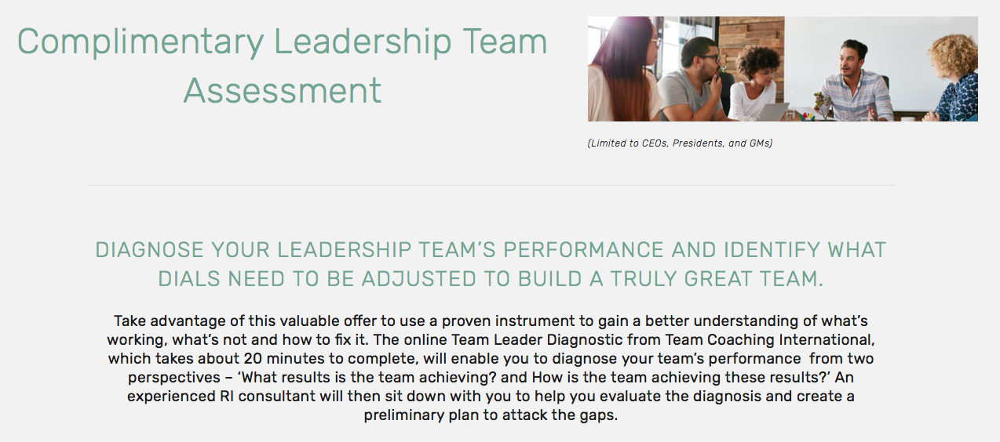 Complimentary Leadership Team
Assessment
(Limited to CEOs, Presidents, and GMs)
DIAGNOSE YOUR LEADERSHIP TEAM’S PERFORMANCE AND IDENTIFY WHAT
DIALS NEED TO BE ADJUSTED TO BUILD A TRULY GREAT TEAM.
Take advantage of this valuable offer to use a proven instrument to gain a better understanding of what’s
working, what’s not and how to fix it. The online Team Leader Diagnostic from Team Coaching International,
which takes about 20 minutes to complete, will enable you to diagnose your team’s performance  from two
perspectives – ‘What results is the team achieving? and How is the team achieving these results?’ An
experienced RI consultant will then sit down with you to help you evaluate the diagnosis and create a
preliminary plan to attack the gaps.